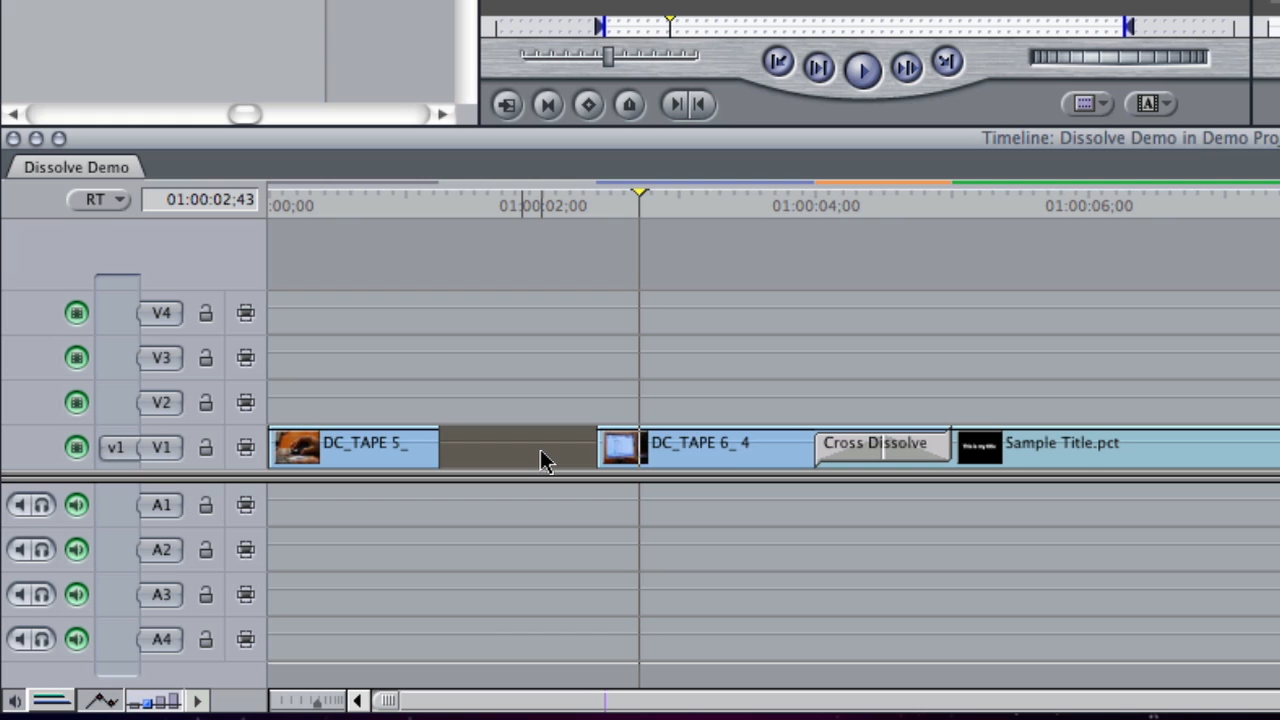 Timeline: Dissolve Demo in Demo Pro
Dissolve Demo
RT
01:00:02;43
:00;00
01:00:02;00
01:00:04;00
01:00:06;00
V4
V3
V2
v1 V1
DC_TAPE 5_
DC_TAPE 6_ 4
Cross Dissolve
Sample Title.pct
A1
A2
A3
A4